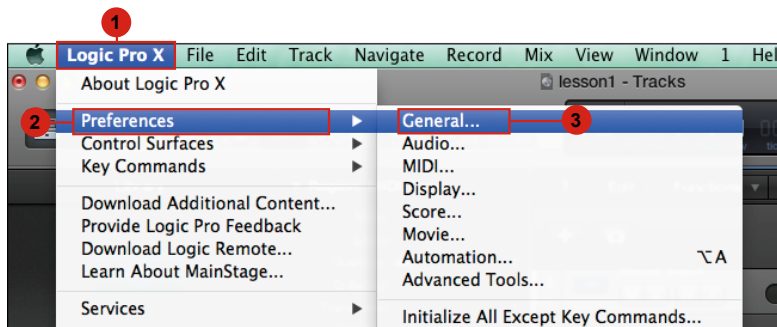 1
Logic Pro X File Edit Track Navigate Record Mix View Window 1 Hel
About Logic Pro X
lesson1 - Tracks
2
Preferences
General...
3
Control Surfaces
Audio...
Key Commands
MIDI...
Display...
Download Additional Content...
Score...
Provide Logic Pro Feedback
Movie...
Download Logic Remote...
Automation... ⌥A
Learn About MainStage...
Advanced Tools...
Services
Initialize All Except Key Commands...